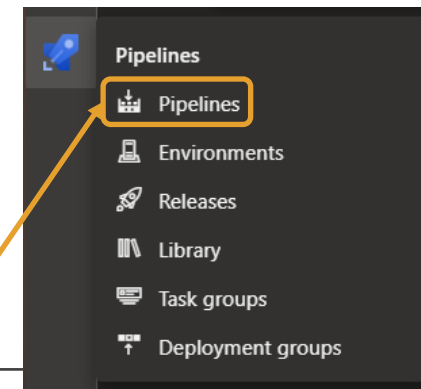 Pipelines
Pipelines
Environments
Releases
Library
Task groups
Deployment groups